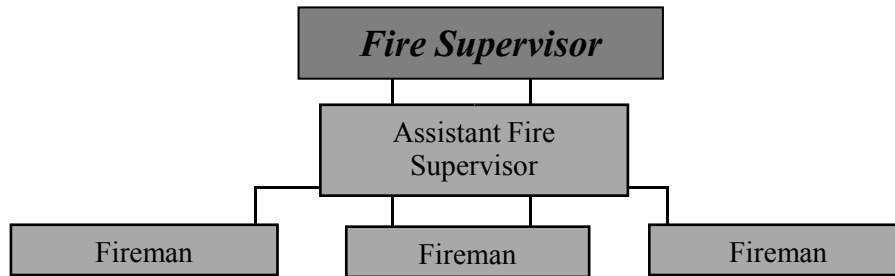 Fire Supervisor
Assistant Fire
Supervisor
Fireman
Fireman
Fireman